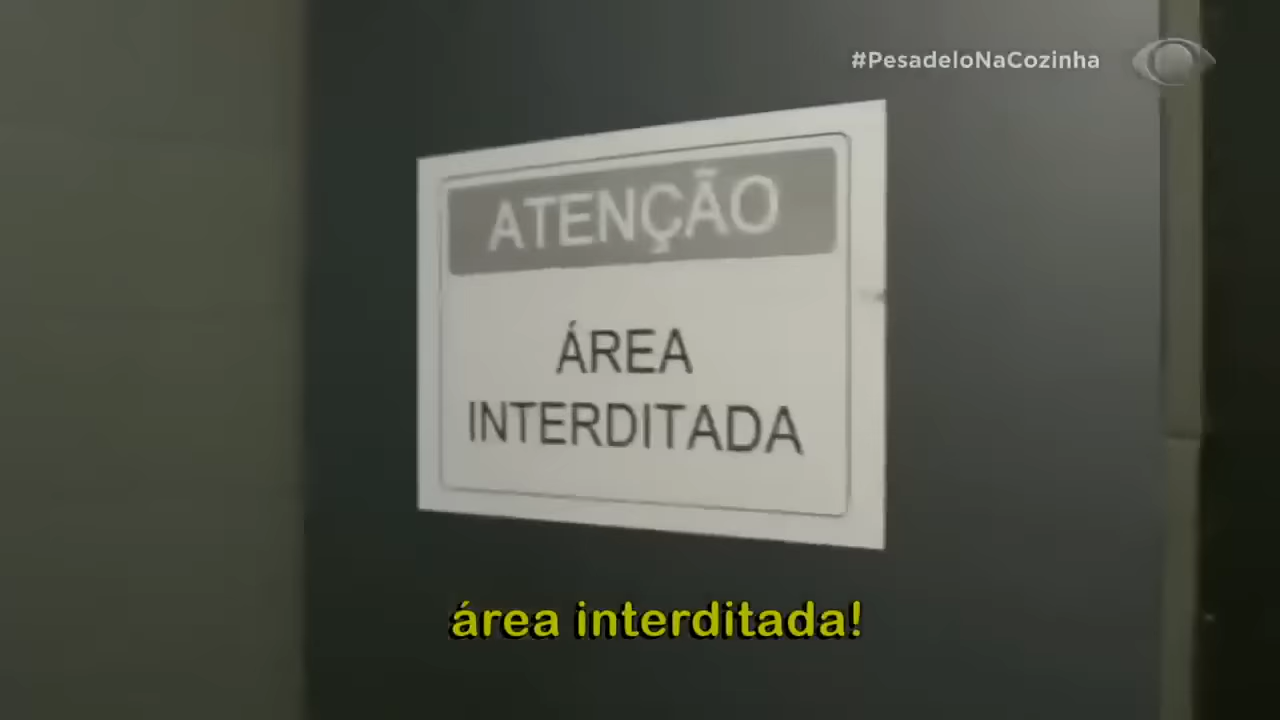 #PesadeloNaCozinha
ATENÇÃO
ÁREA
INTERDITADA
área interditada!